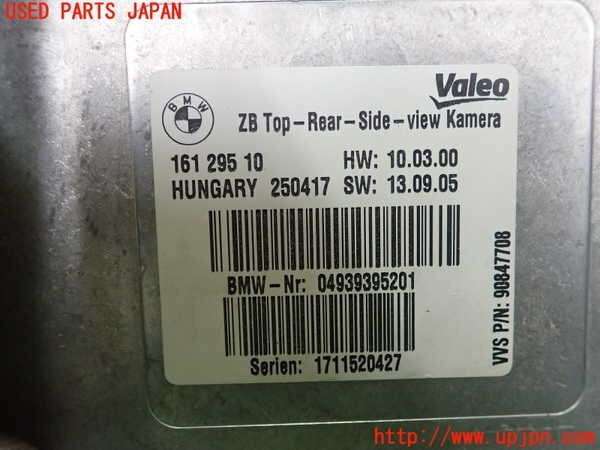 USED PARTS JAPAN
BMW
Valeo
ZB Top-Rear-Side-view Kamera
161 295 10 HW: 10.03.00
HUNGARY 250417 SW: 13.09.05
BMW-Nr: 04939395201
Serien: 1711520427
VVS P/N: 90847708
http://www.upjpn.com/